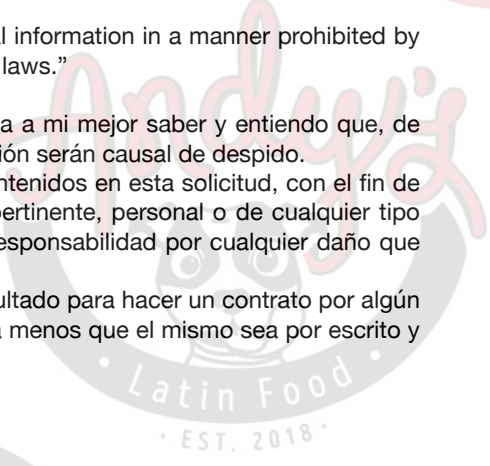 al information in a manner prohibited by
laws.”
a a mi mejor saber y entiendo que, de
ión serán causal de despido.
ntenidos en esta solicitud, con el fin de
pertinente, personal o de cualquier tipo
responsabilidad por cualquier daño que
ultado para hacer un contrato por algún
a menos que el mismo sea por escrito y
Andy's
Latin Food
· EST. 2018 ·